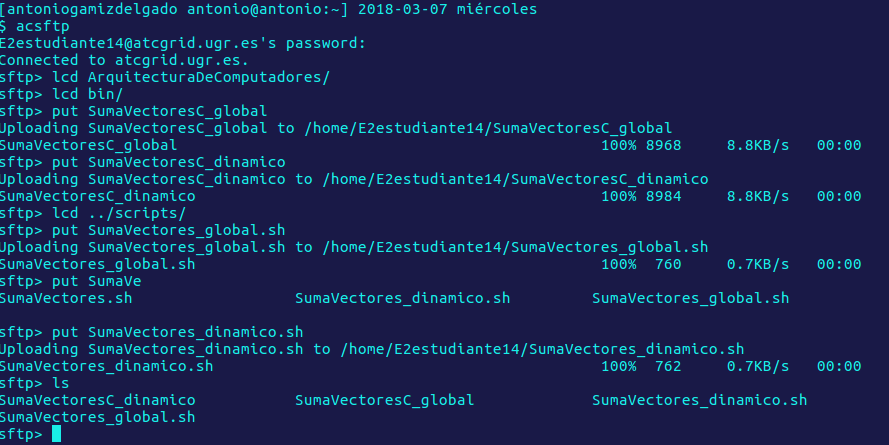 [antoniogamizdelgado antonio@antonio:~] 2018-03-07 miércoles
$ acsftp
E2estudiante14@atcgrid.ugr.es's password:
Connected to atcgrid.ugr.es.
sftp> lcd ArquitecturaDeComputadores/
sftp> lcd bin/
sftp> put SumaVectoresC_global
Uploading SumaVectoresC_global to /home/E2estudiante14/SumaVectoresC_global
SumaVectoresC_global 100% 8968 8.8KB/s 00:00
sftp> put SumaVectoresC_dinamico
Uploading SumaVectoresC_dinamico to /home/E2estudiante14/SumaVectoresC_dinamico
SumaVectoresC_dinamico 100% 8984 8.8KB/s 00:00
sftp> lcd ../scripts/
sftp> put SumaVectores_global.sh
Uploading SumaVectores_global.sh to /home/E2estudiante14/SumaVectores_global.sh
SumaVectores_global.sh 100% 760 0.7KB/s 00:00
sftp> put SumaVe
SumaVectores.sh SumaVectores_dinamico.sh SumaVectores_global.sh
sftp> put SumaVectores_dinamico.sh
Uploading SumaVectores_dinamico.sh to /home/E2estudiante14/SumaVectores_dinamico.sh
SumaVectores_dinamico.sh 100% 762 0.7KB/s 00:00
sftp> ls
SumaVectoresC_dinamico SumaVectoresC_global SumaVectores_dinamico.sh
SumaVectores_global.sh
sftp>